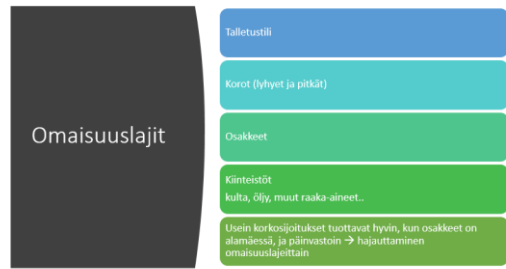 Omaisuuslajit
Talletustili
Korot (lyhyet ja pitkät)
Osakkeet
Kiinteistöt
kulta, öljy, muut raaka-aineet..
Usein korkosijoitukset tuottavat hyvin, kun osakkeet on
alamäessä, ja päinvastoin → hajauttaminen
omaisuuslajeittain